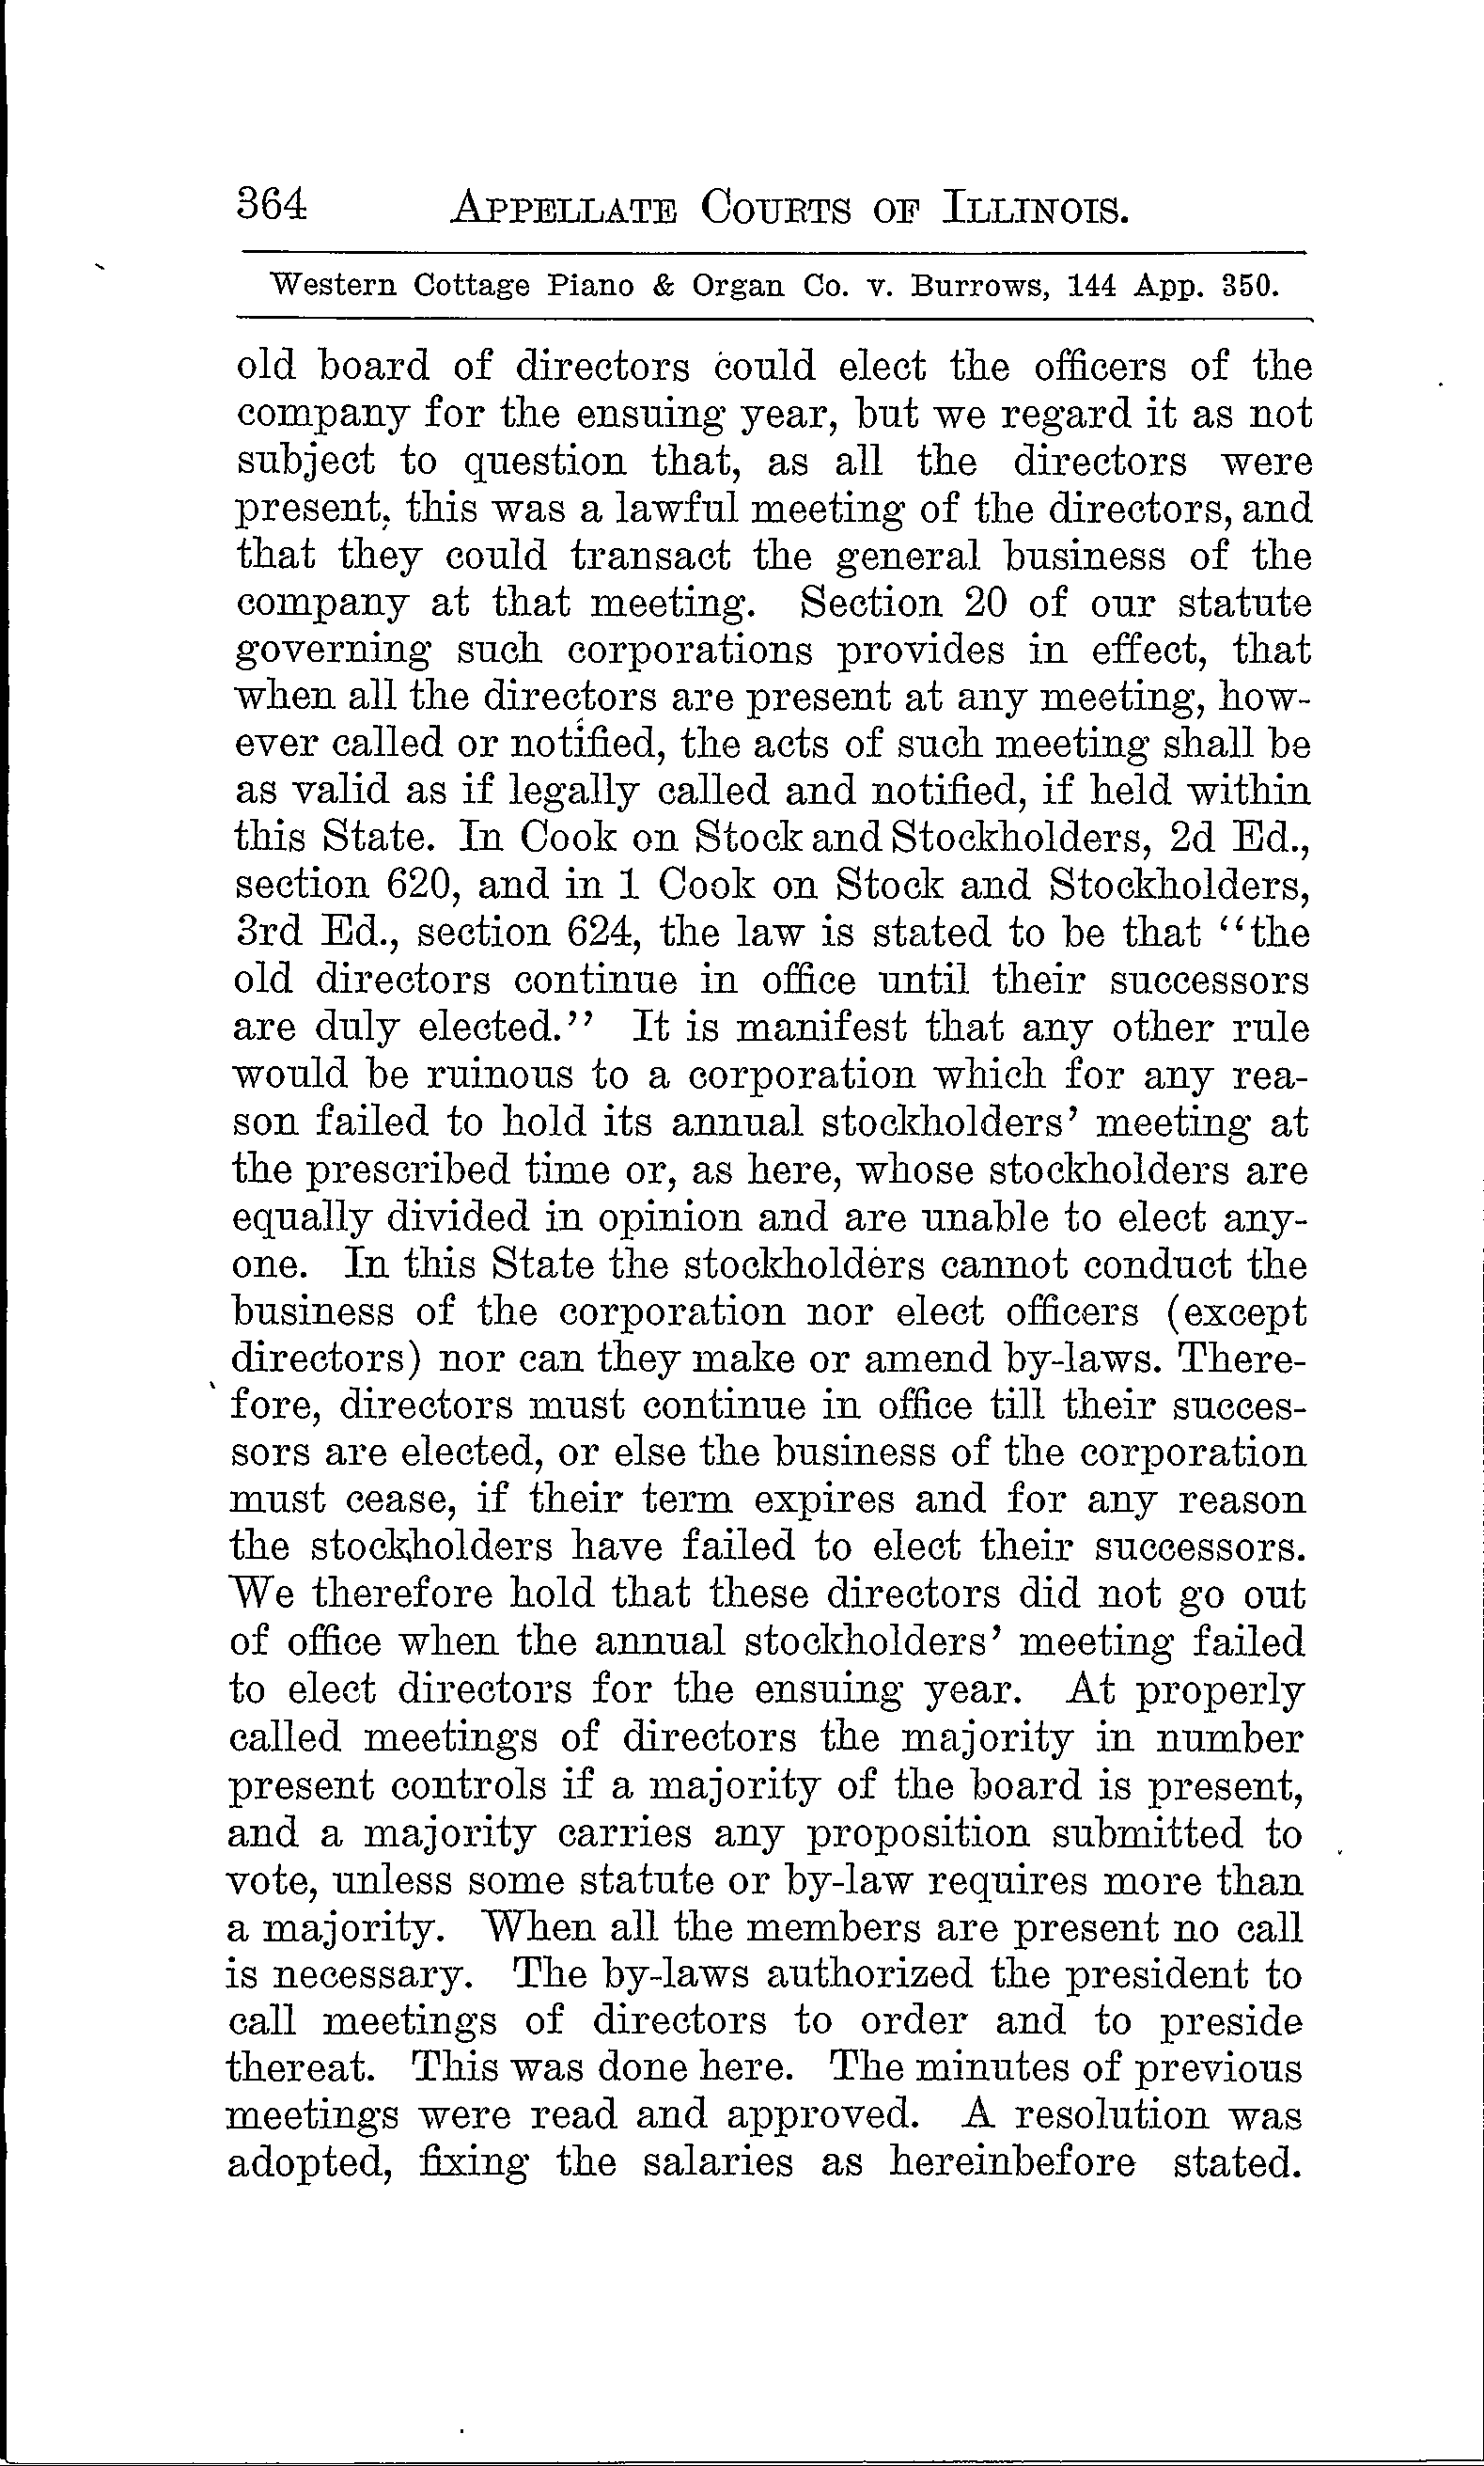 364 APPELLATE COURTS OF ILLINOIS.
Western Cottage Piano & Organ Co. v. Burrows, 144 App. 350.
old board of directors could elect the officers of the
company for the ensuing year, but we regard it as not
subject to question that, as all the directors were
present, this was a lawful meeting of the directors, and
that they could transact the general business of the
company at that meeting. Section 20 of our statute
governing such corporations provides in effect, that
when all the directors are present at any meeting, how-
ever called or notified, the acts of such meeting shall be
as valid as if legally called and notified, if held within
this State. In Cook on Stock and Stockholders, 2d Ed.,
section 620, and in 1 Cook on Stock and Stockholders,
3rd Ed., section 624, the law is stated to be that “the
old directors continue in office until their successors
are duly elected.” It is manifest that any other rule
would be ruinous to a corporation which for any rea-
son failed to hold its annual stockholders’ meeting at
the prescribed time or, as here, whose stockholders are
equally divided in opinion and are unable to elect any-
one. In this State the stockholders cannot conduct the
business of the corporation nor elect officers (except
directors) nor can they make or amend by-laws. There-
fore, directors must continue in office till their succes-
sors are elected, or else the business of the corporation
must cease, if their term expires and for any reason
the stockholders have failed to elect their successors.
We therefore hold that these directors did not go out
of office when the annual stockholders’ meeting failed
to elect directors for the ensuing year. At properly
called meetings of directors the majority in number
present controls if a majority of the board is present,
and a majority carries any proposition submitted to
vote, unless some statute or by-law requires more than
a majority. When all the members are present no call
is necessary. The by-laws authorized the president to
call meetings of directors to order and to preside
thereat. This was done here. The minutes of previous
meetings were read and approved. A resolution was
adopted, fixing the salaries as hereinbefore stated.